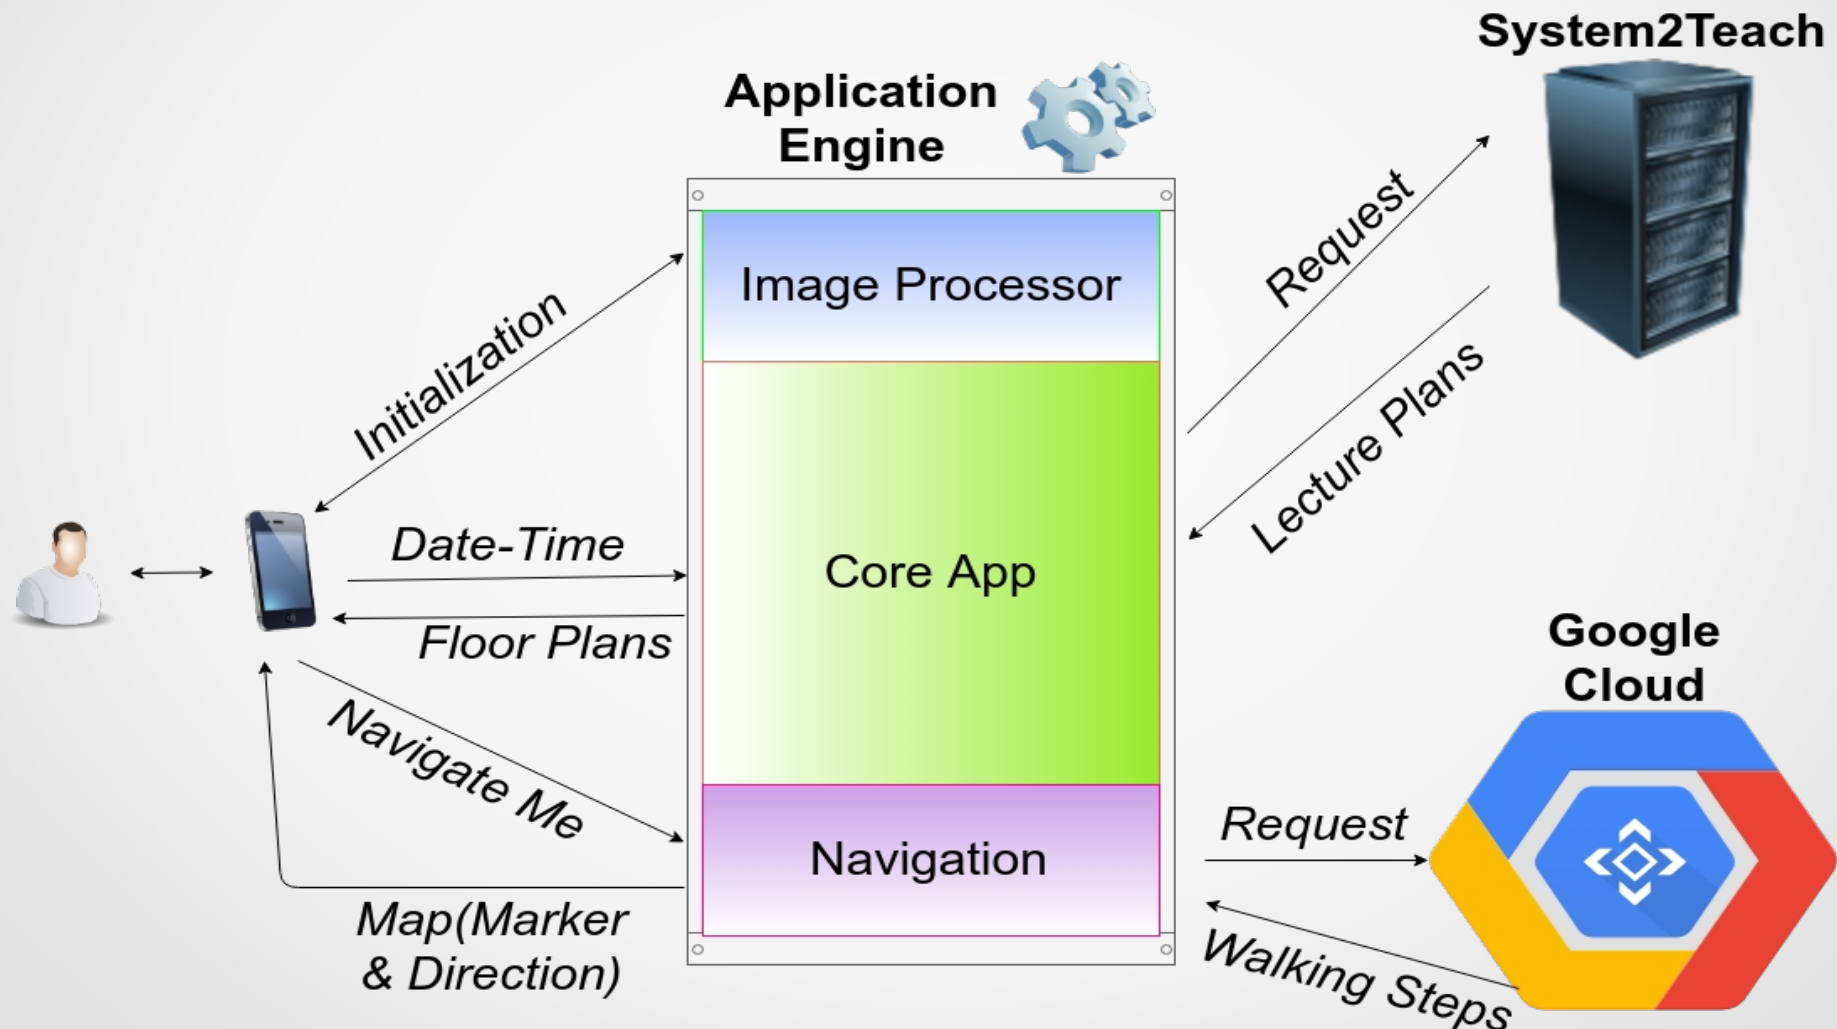 System2Teach
Application
Engine
Image Processor
Request
Initialization
Lecture Plans
Date-Time
Core App
Floor Plans
Google
Cloud
Navigate Me
Request
Navigation
Map(Marker
& Direction)
Walking Steps